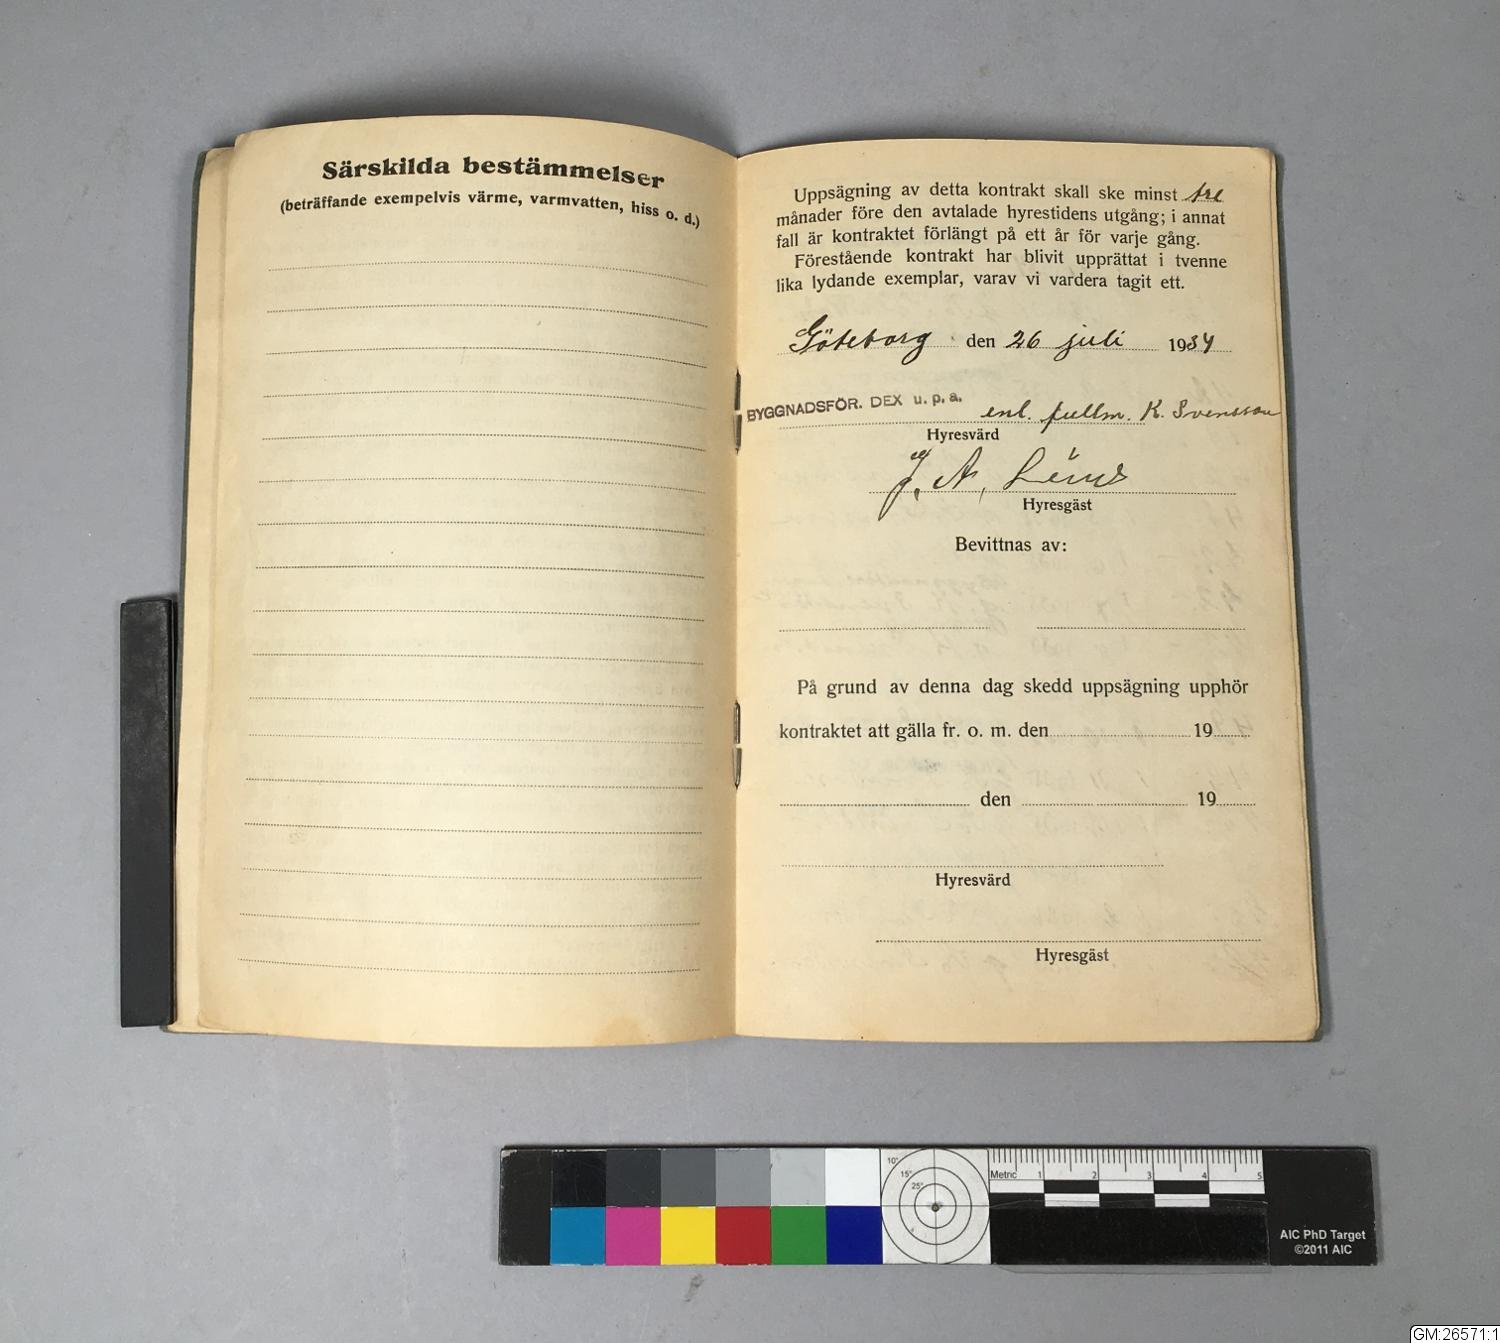 Särskilda bestämmelser
(beträffande exempelvis värme, varmvatten, hiss o. d.)
Uppsägning av detta kontrakt skall ske minst tre
månader före den avtalade hyrestidens utgång; i annat
fall är kontraktet förlängt på ett år för varje gång.
Förestående kontrakt har blivit upprättat i tvenne
lika lydande exemplar, varav vi vardera tagit ett.
Göteborg den 26 juli 1934
BYGGNADSFÖR. DEX u. p. a. enl. fullm. K. Svensson
Hyresvärd
J. A.
Hyresgäst
Bevittnas av:
På grund av denna dag skedd uppsägning upphör
kontraktet att gälla fr. o. m. den 19
den 19
Hyresvärd
Hyresgäst
10°
15°
25°
Metric 1 2 3 4 5
AIC PhD Target
©2011 AIC
GM:26571:1